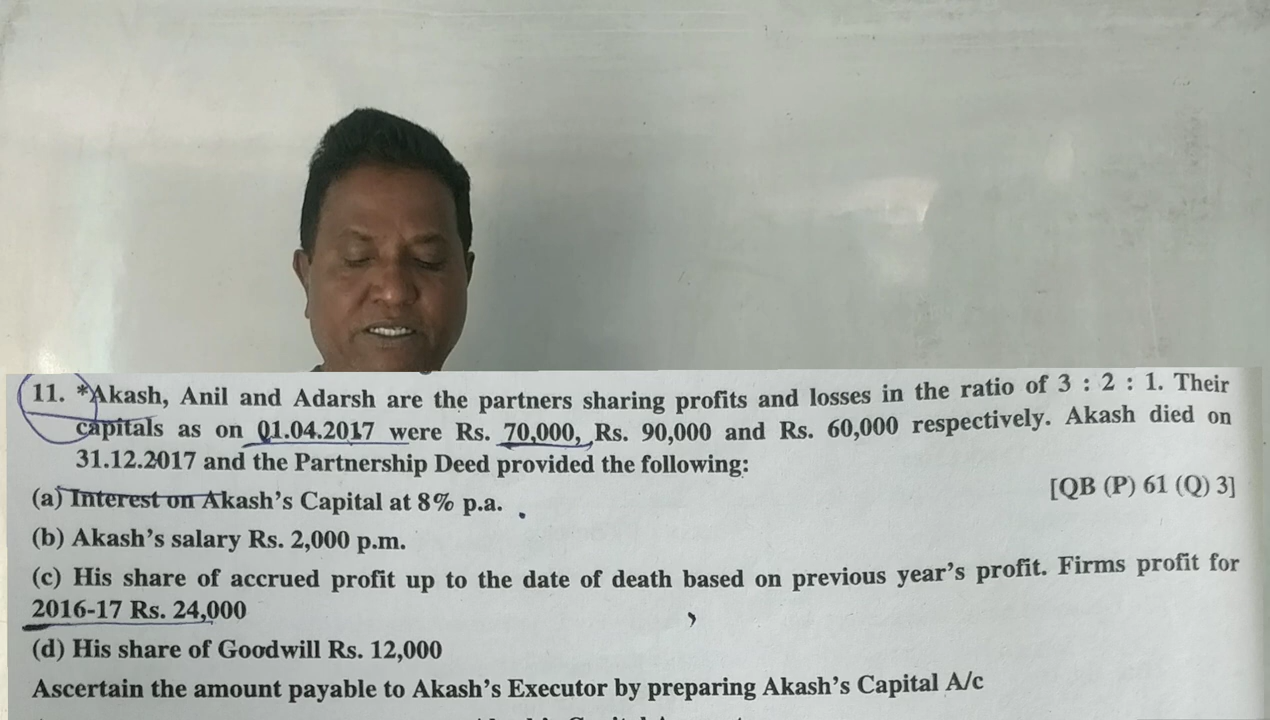 11. *Akash, Anil and Adarsh are the partners sharing profits and losses in the ratio of 3 : 2 : 1. Their
capitals as on 01.04.2017 were Rs. 70,000, Rs. 90,000 and Rs. 60,000 respectively. Akash died on
31.12.2017 and the Partnership Deed provided the following:
[QB (P) 61 (Q) 3]
(a) Interest on Akash's Capital at 8% p.a.
(b) Akash's salary Rs. 2,000 p.m.
(c) His share of accrued profit up to the date of death based on previous year's profit. Firms profit for
2016-17 Rs. 24,000
(d) His share of Goodwill Rs. 12,000
Ascertain the amount payable to Akash's Executor by preparing Akash's Capital A/c